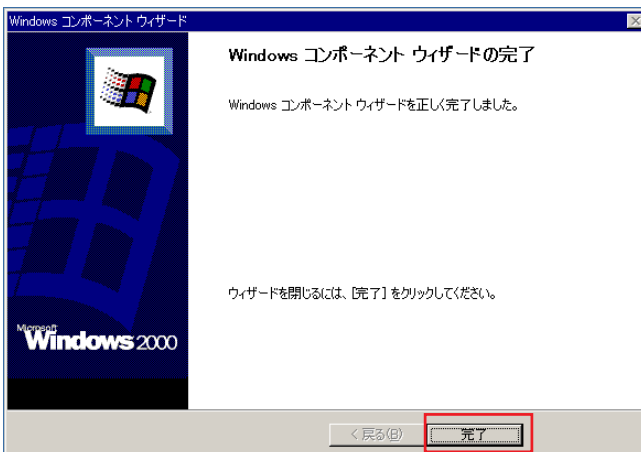 Windows コンポーネント ウィザード
Windows コンポーネント ウィザードの完了
Windows コンポーネント ウィザードを正しく完了しました。
ウィザードを閉じるには、[完了] をクリックしてください。
Microsoft
Windows 2000
< 戻る(B)
完了